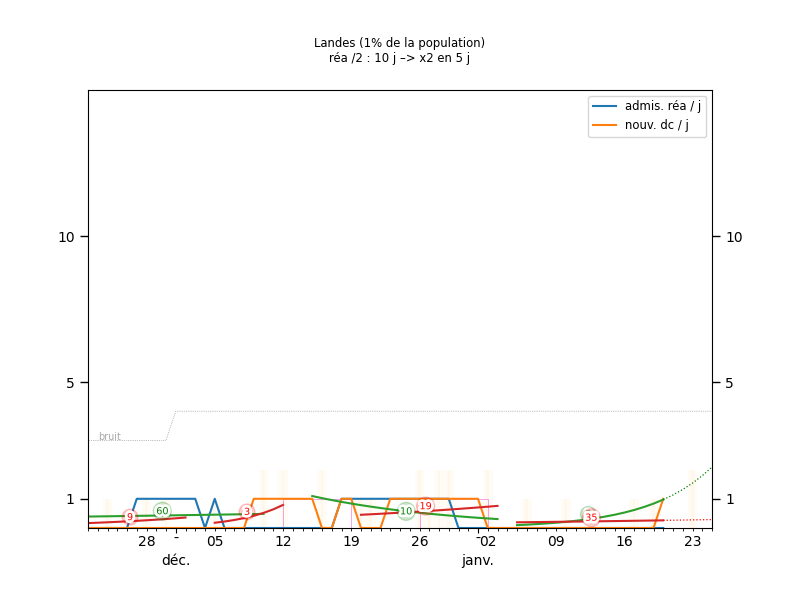 Landes (1% de la population)
réa /2 : 10 j –> x2 en 5 j
admis. réa / j
nouv. dc / j
10 10
5 5
bruit
1 1
9 60 3 10 19 35
28 - 05 12 19 26 -02 09 16 23
déc. janv.